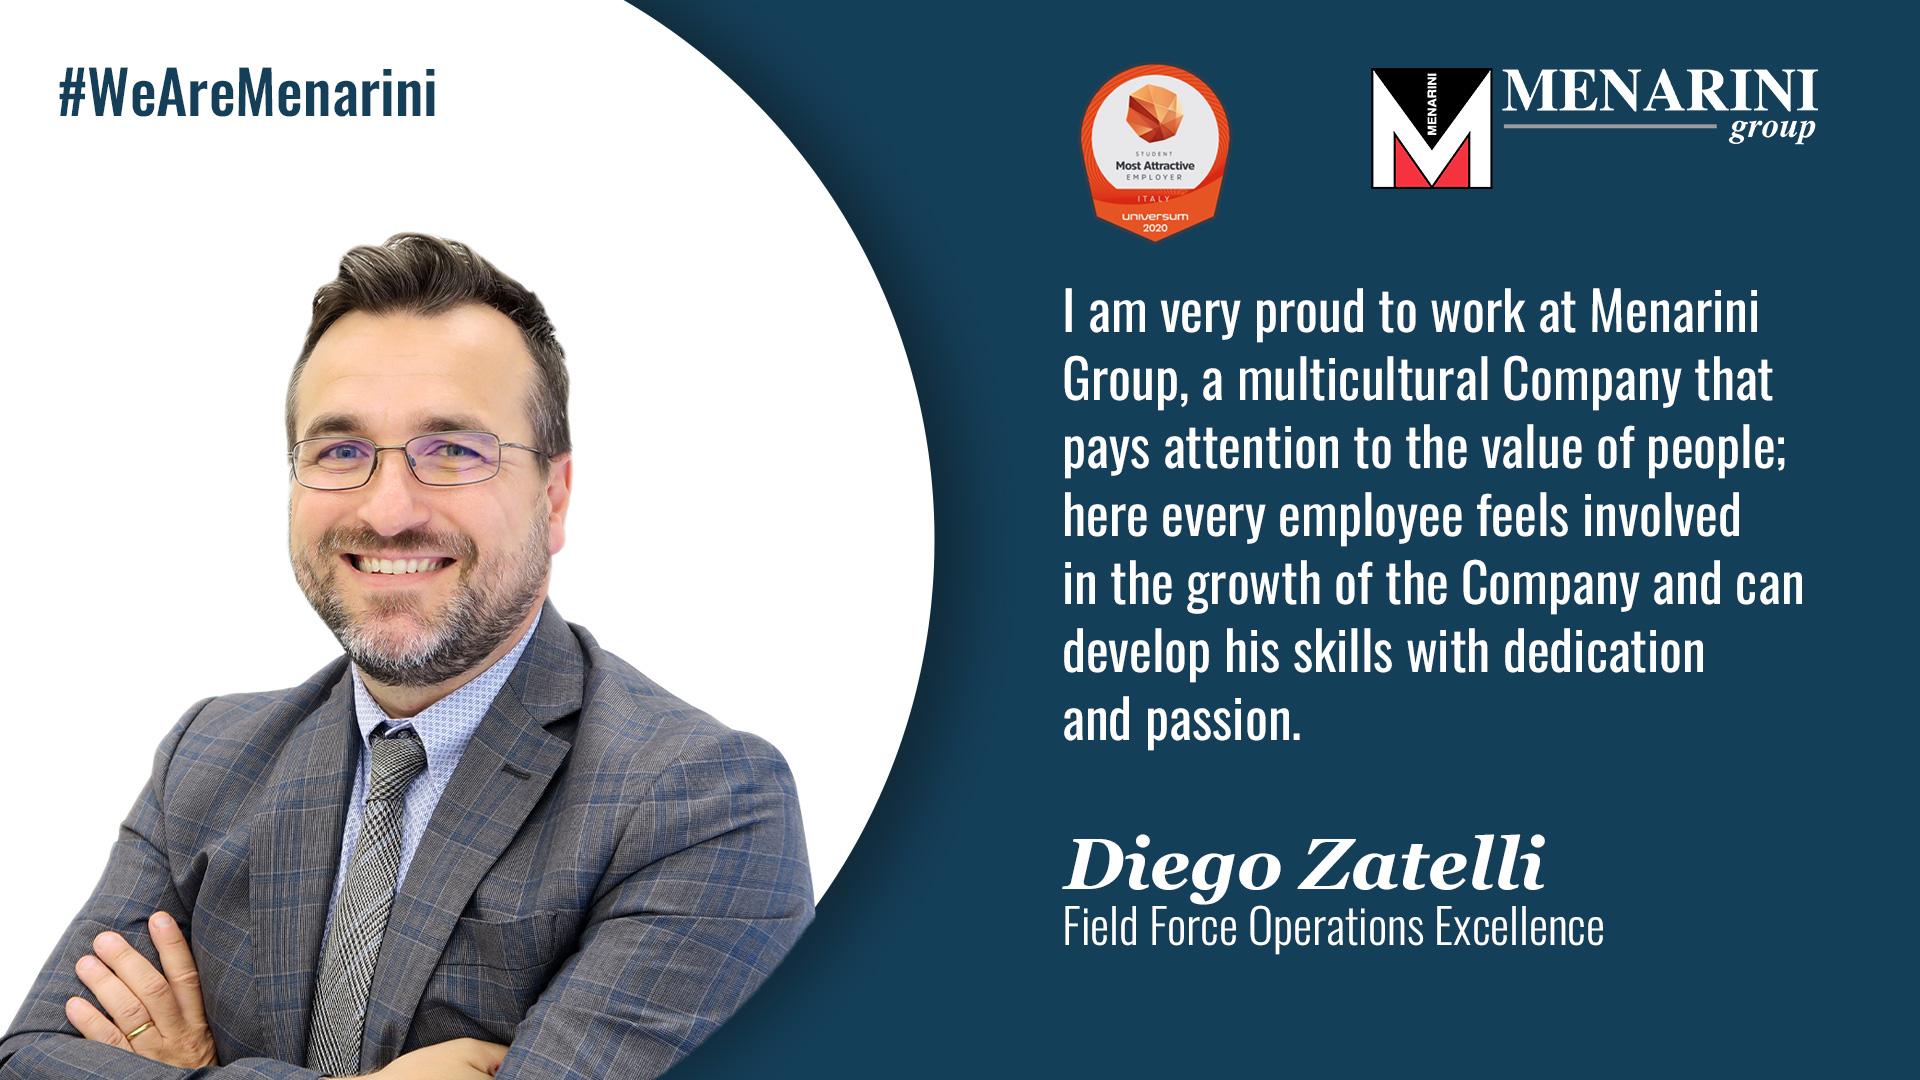 #WeAreMenarini
STUDENT
Most Attractive
EMPLOYER
ITALY
universum
2020
MENARINI
MENARINI
group
I am very proud to work at Menarini
Group, a multicultural Company that
pays attention to the value of people;
here every employee feels involved
in the growth of the Company and can
develop his skills with dedication
and passion.
Diego Zatelli
Field Force Operations Excellence